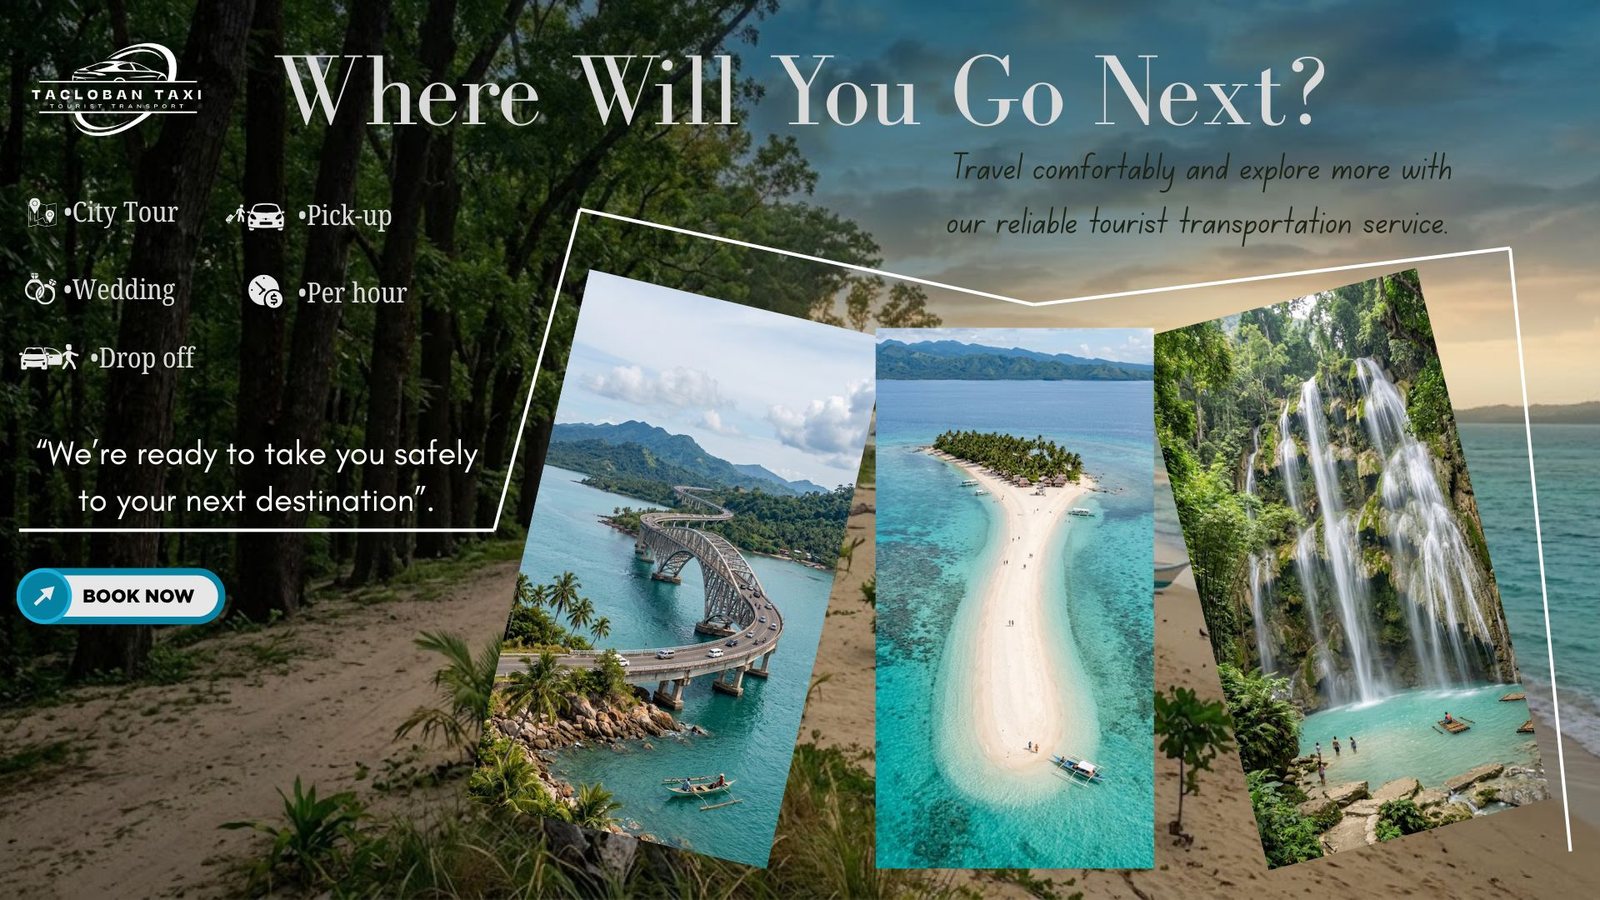 TACLOBAN TAXI
TOURIST TRANSPORT
Where Will You Go Next?
Travel comfortably and explore more with
our reliable tourist transportation service.
•City Tour
•Pick-up
•Wedding
•Per hour
•Drop off
“We’re ready to take you safely
to your next destination”.
BOOK NOW